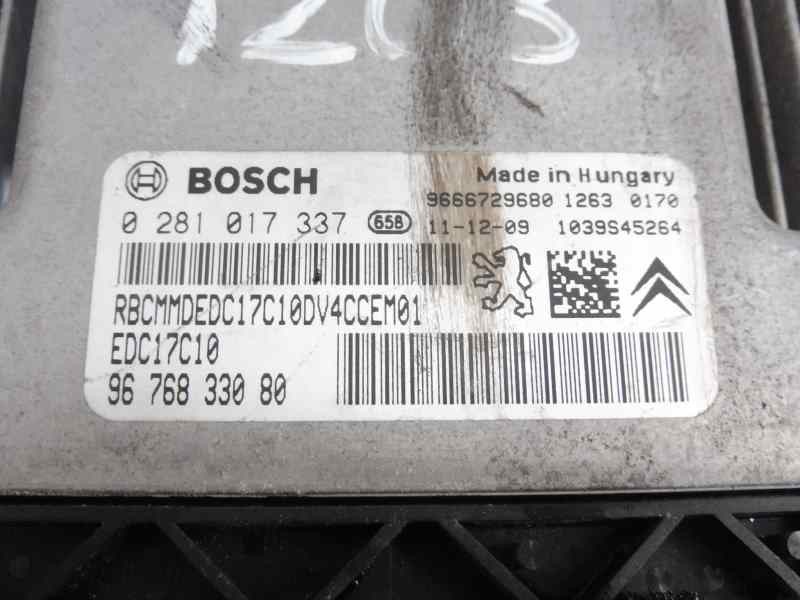 BOSCH
Made in Hungary
9666729680 1263 0170
0 281 017 337 658 11-12-09 1039S45264
RBCMMDEDC17C10DV4CCEM01
EDC17C10
96 768 330 80